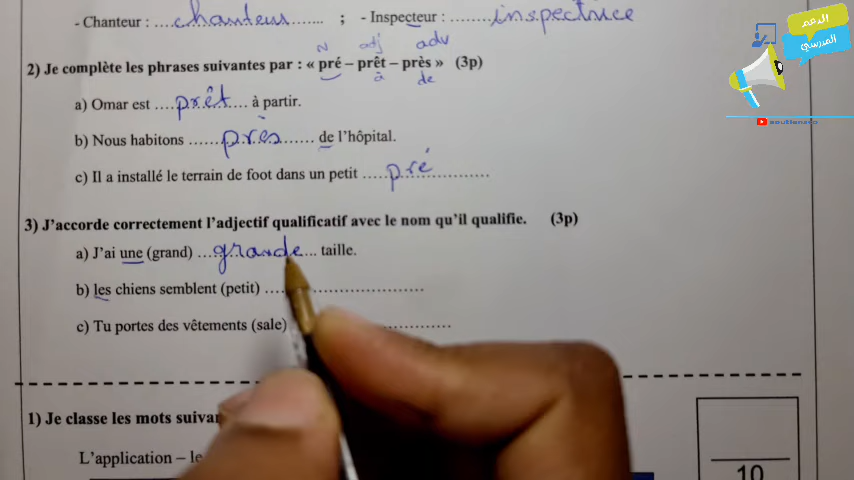 - Chanteur : ...chanteus....... ; - Inspecteur : ........inspectrice
N adj adv
2) Je complète les phrases suivantes par : « pré – prêt – près » (3p)
à de
a) Omar est ....prêt.... à partir.
b) Nous habitons .......près....... de l'hôpital.
c) Il a installé le terrain de foot dans un petit .....pré..............
3) J'accorde correctement l'adjectif qualificatif avec le nom qu'il qualifie. (3p)
a) J'ai une (grand) ...grande... taille.
b) les chiens semblent (petit) ..............................
c) Tu portes des vêtements (sale) ..............
1) Je classe les mots suivan
L'application – le
10
الدعم
المدرسي